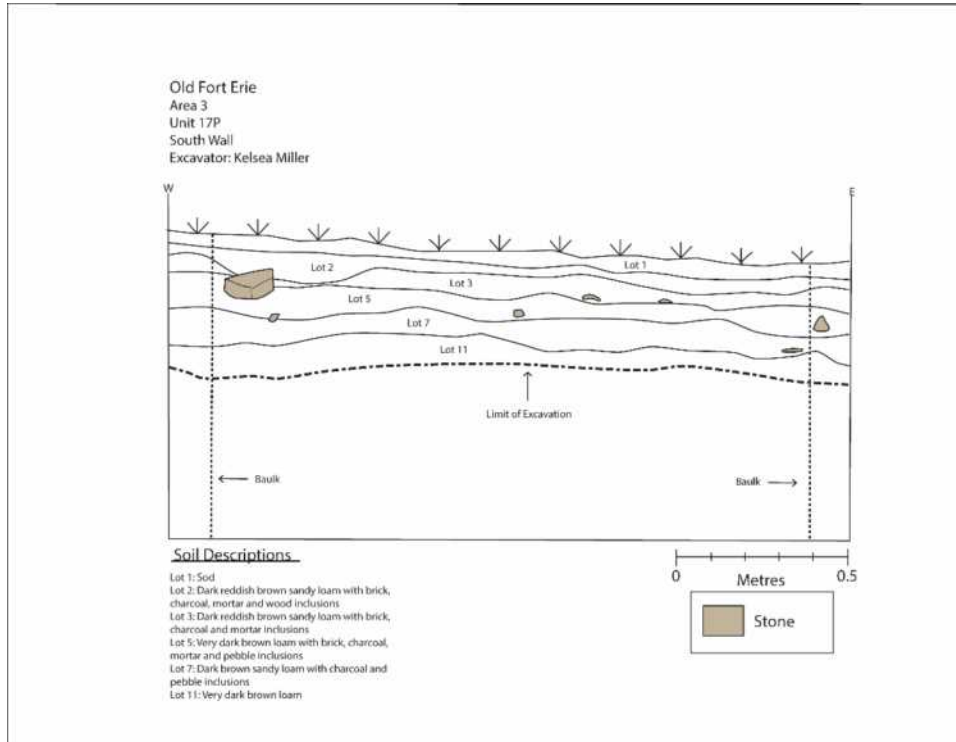 Old Fort Erie
Area 3
Unit 17P
South Wall
Excavator: Kelsea Miller
W
E
Lot 1
Lot 2
Lot 3
Lot 5
Lot 7
Lot 11
Limit of Excavation
Baulk
Baulk
Soil Descriptions
Lot 1: Sod
Lot 2: Dark reddish brown sandy loam with brick,
charcoal, mortar and wood inclusions
Lot 3: Dark reddish brown sandy loam with brick,
charcoal and mortar inclusions
Lot 5: Very dark brown loam with brick, charcoal,
mortar and pebble inclusions
Lot 7: Dark brown sandy loam with charcoal and
pebble inclusions
Lot 11: Very dark brown loam
0
Metres
0.5
Stone